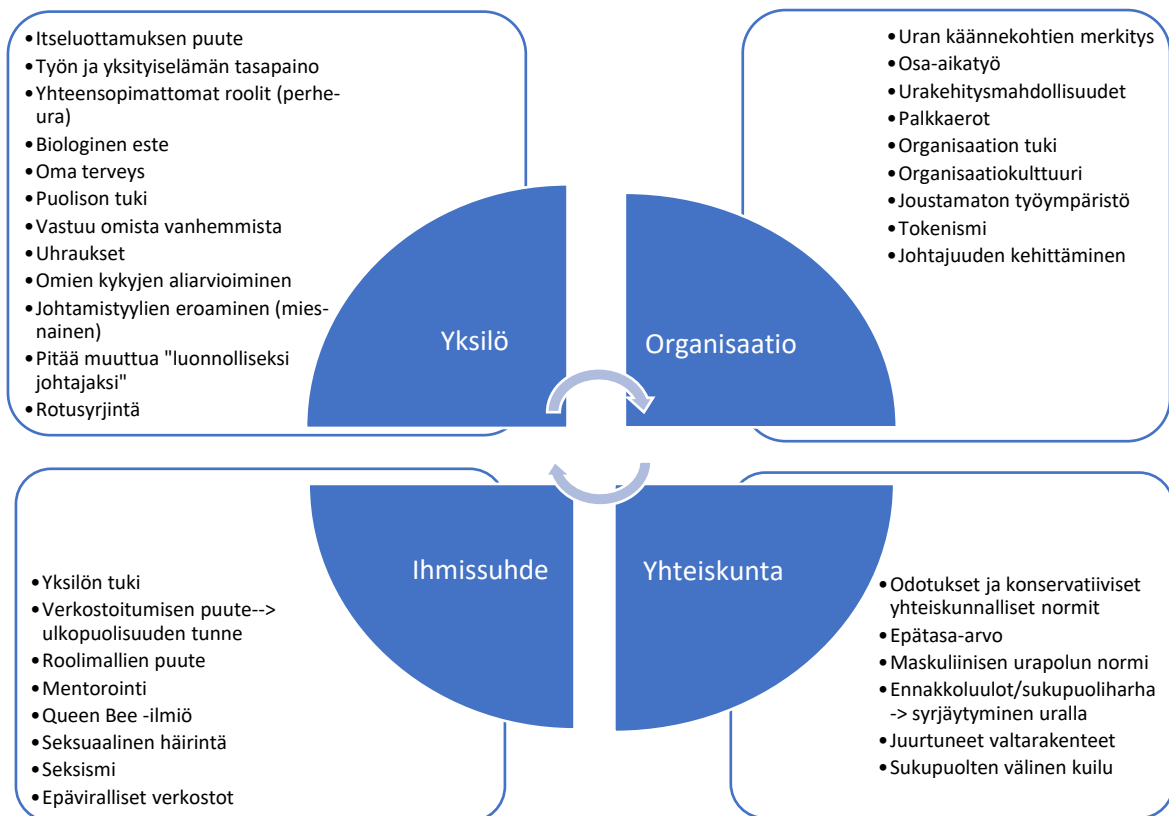 •Itseluottamuksen puute
•Työn ja yksityiselämän tasapaino
•Yhteensopimattomat roolit (perhe-
ura)
•Biologinen este
•Oma terveys
•Puolison tuki
•Vastuu omista vanhemmista
•Uhraukset
•Omien kykyjen aliarvioiminen
•Johtamistyylien eroaminen (mies-
nainen)
•Pitää muuttua "luonnolliseksi
johtajaksi"
•Rotusyrjintä
Yksilö
•Uran käännekohtien merkitys
•Osa-aikatyö
•Urakehitysmahdollisuudet
•Palkkaerot
•Organisaation tuki
•Organisaatiokulttuuri
•Joustamaton työympäristö
•Tokenismi
•Johtajuuden kehittäminen
Organisaatio
•Yksilön tuki
•Verkostoitumisen puute-->
ulkopuolisuuden tunne
•Roolimallien puute
•Mentorointi
•Queen Bee -ilmiö
•Seksuaalinen häirintä
•Seksismi
•Epäviralliset verkostot
Ihmissuhde
Yhteiskunta
•Odotukset ja konservatiiviset
yhteiskunnalliset normit
•Epätasa-arvo
•Maskuliinisen urapolun normi
•Ennakkoluulot/sukupuoliharha
-> syrjäytyminen uralla
•Juurtuneet valtarakenteet
•Sukupuolten välinen kuilu